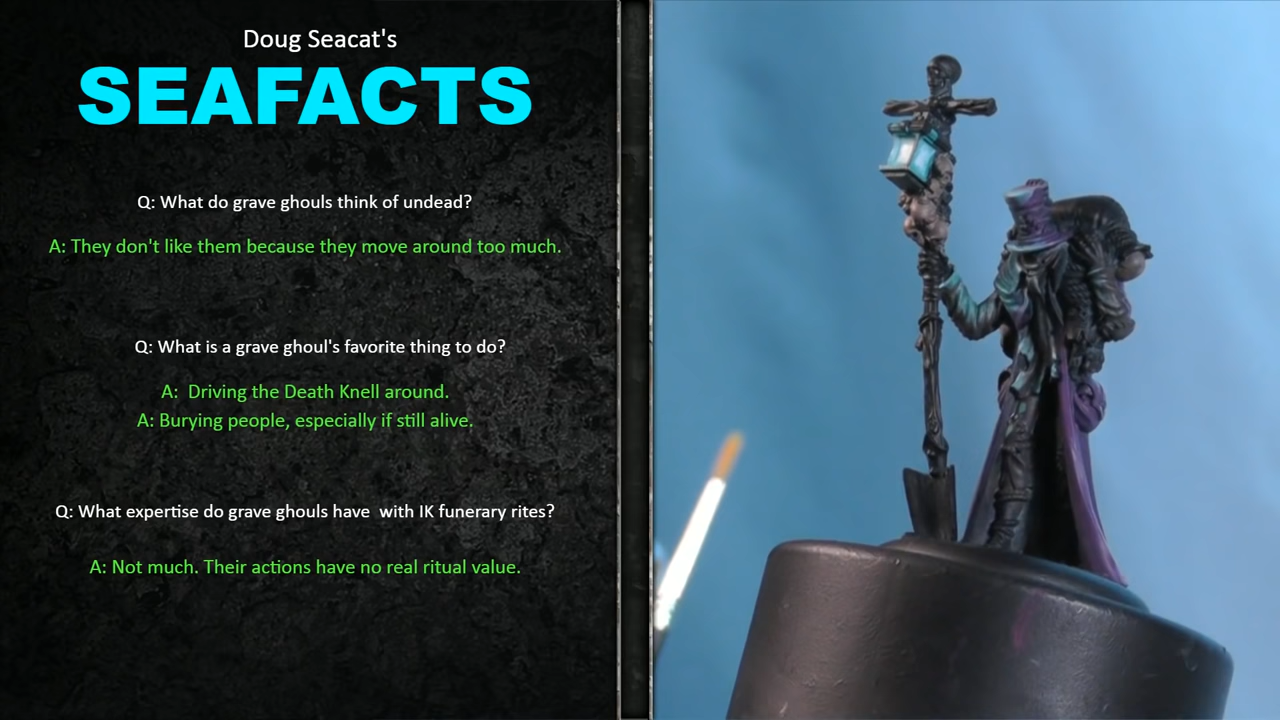 Doug Seacat's
SEAFACTS
Q: What do grave ghouls think of undead?
A: They don't like them because they move around too much.
Q: What is a grave ghoul's favorite thing to do?
A:  Driving the Death Knell around.
A: Burying people, especially if still alive.
Q: What expertise do grave ghouls have  with IK funerary rites?
A: Not much. Their actions have no real ritual value.